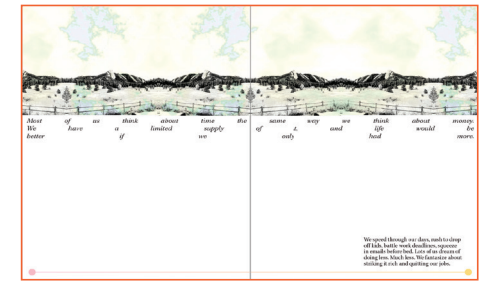 Most of us think about time the same way we think about money.
We have a limited supply of t. and life would be
better if we only had more.
We speed through our days, rush to drop
off kids, battle work deadlines, squeeze
in emails before bed. Lots of us dream of
doing less. Much less. We fantasize about
striking it rich and quitting our jobs.